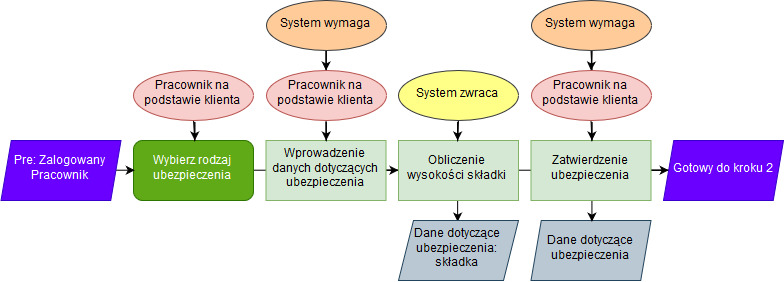 System wymaga
System wymaga
Pracownik na
podstawie klienta
Pracownik na
podstawie klienta
System zwraca
Pracownik na
podstawie klienta
Pre: Zalogowany
Pracownik
Wybierz rodzaj
ubezpieczenia
Wprowadzenie
danych dotyczących
ubezpieczenia
Obliczenie
wysokości składki
Zatwierdzenie
ubezpieczenia
Gotowy do kroku 2
Dane dotyczące
ubezpieczenia:
składka
Dane dotyczące
ubezpieczenia